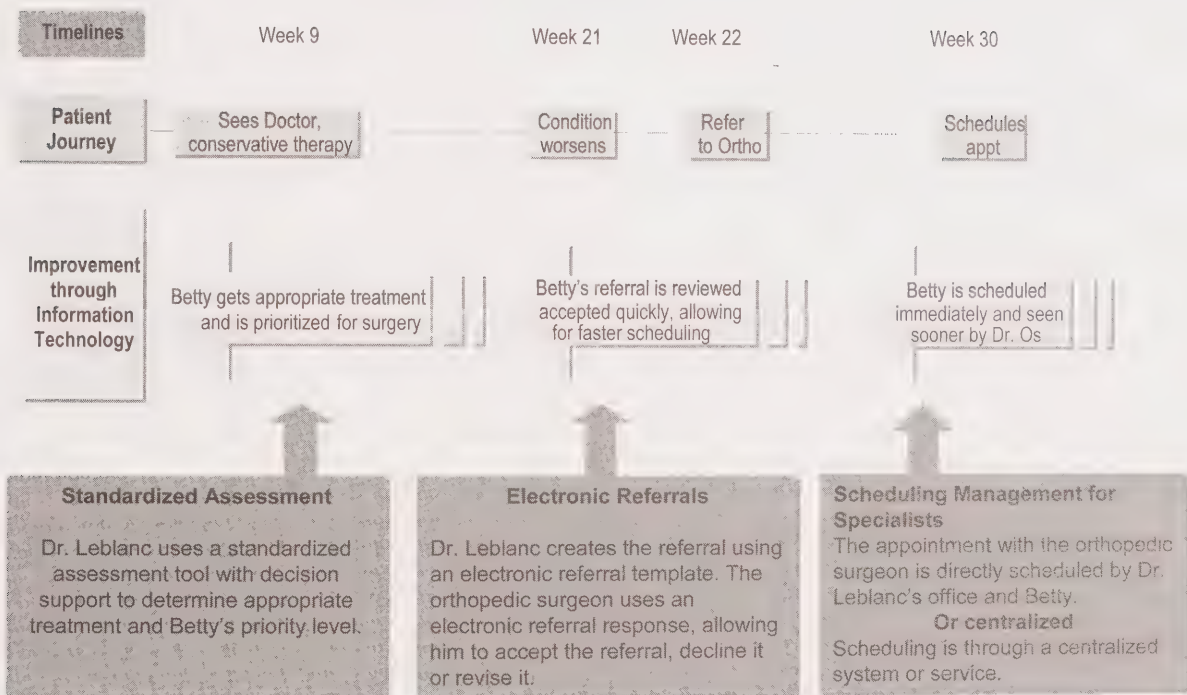 Timelines
Week 9
Week 21
Week 22
Week 30
Patient
Journey
Sees Doctor,
conservative therapy
Condition
worsens
Refer
to Ortho
Schedules
appt
Improvement
through
Information
Technology
Betty gets appropriate treatment
and is prioritized for surgery
Betty's referral is reviewed
accepted quickly, allowing
for faster scheduling
Betty is scheduled
immediately and seen
sooner by Dr. Os
Standardized Assessment
Dr. Leblanc uses a standardized
assessment tool with decision
support to determine appropriate
treatment and Betty's priority level.
Electronic Referrals
Dr. Leblanc creates the referral using
an electronic referral template. The
orthopedic surgeon uses an
electronic referral response, allowing
him to accept the referral, decline it
or revise it.
Scheduling Management for
Specialists
The appointment with the orthopedic
surgeon is directly scheduled by Dr.
Leblanc's office and Betty.
Or centralized
Scheduling is through a centralized
system or service.